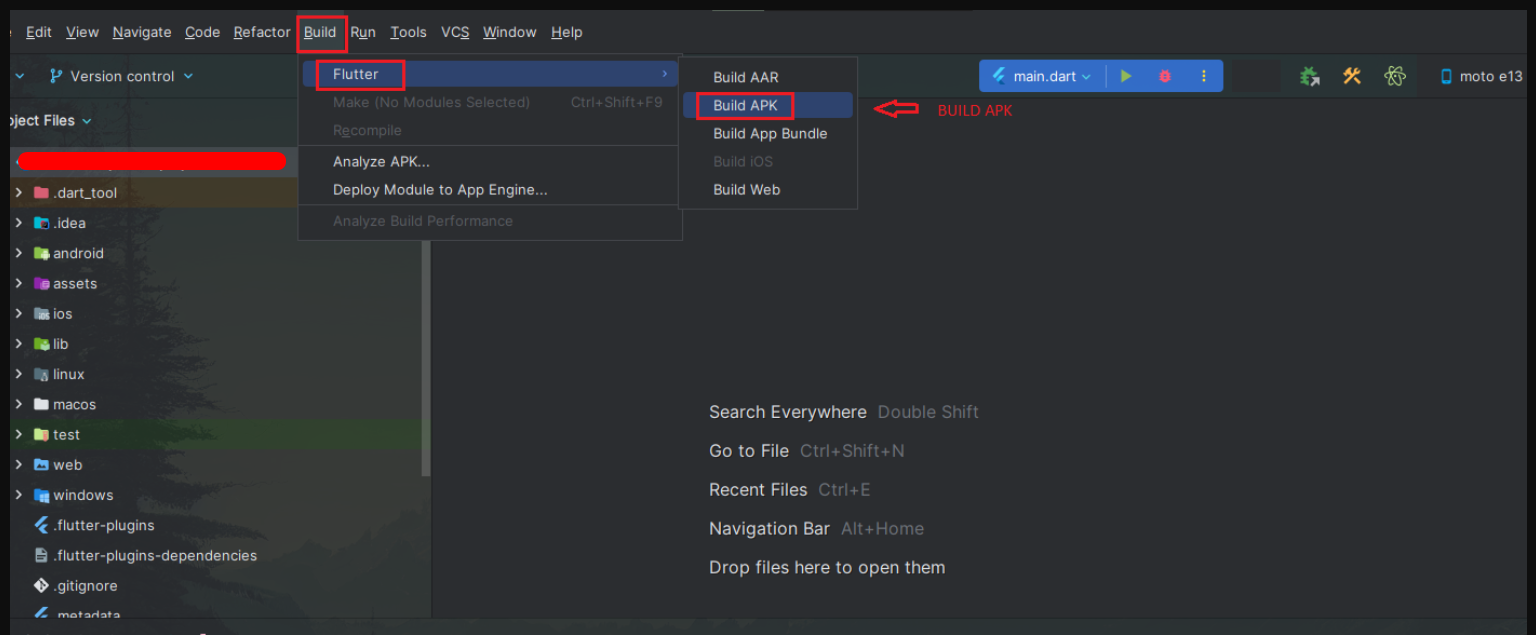 Edit View Navigate Code Refactor Build Run Tools VCS Window Help
Version control
main.dart
moto e13
oject Files
Flutter
Make (No Modules Selected) Ctrl+Shift+F9
Recompile
Analyze APK...
Deploy Module to App Engine...
Analyze Build Performance
Build AAR
Build APK
Build App Bundle
Build iOS
Build Web
BUILD APK
.dart_tool
.idea
android
assets
ios
lib
linux
macos
test
web
windows
.flutter-plugins
.flutter-plugins-dependencies
.gitignore
.metadata
Search Everywhere Double Shift
Go to File Ctrl+Shift+N
Recent Files Ctrl+E
Navigation Bar Alt+Home
Drop files here to open them